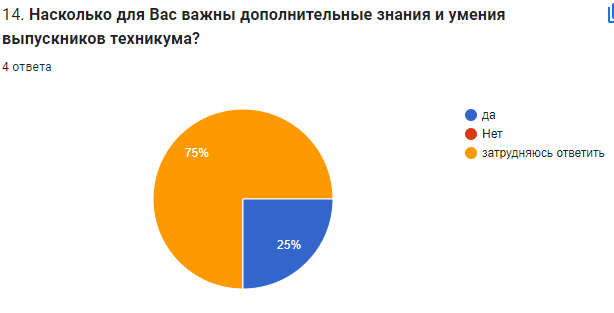 14. Насколько для Вас важны дополнительные знания и умения
выпускников техникума?
4 ответа
да
Нет
затрудняюсь ответить
75%
25%